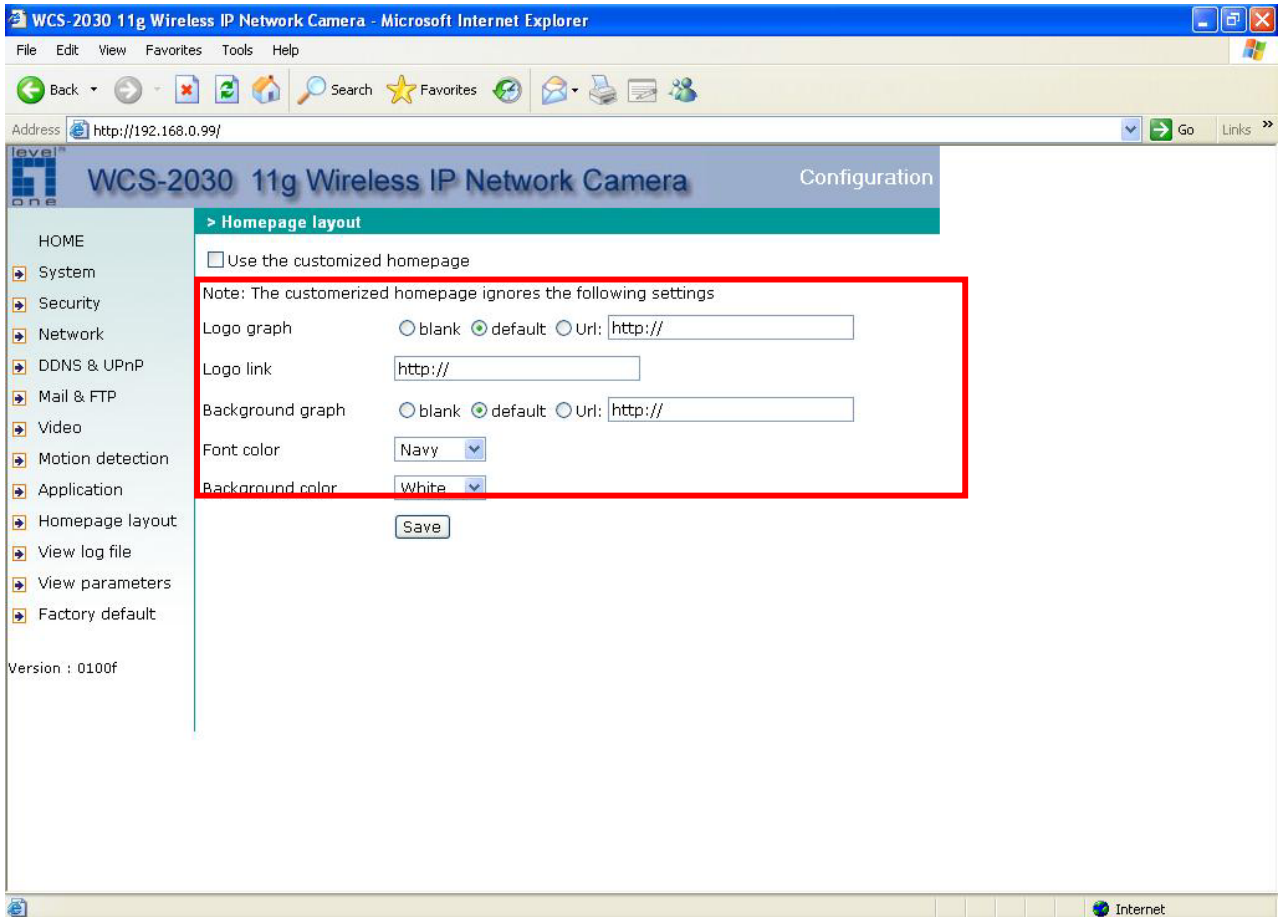 WCS-2030 11g Wireless IP Network Camera - Microsoft Internet Explorer
File Edit View Favorites Tools Help
Back Search Favorites
Address http://192.168.0.99/ Go Links »
level™
one
WCS-2030 11g Wireless IP Network Camera Configuration
> Homepage layout
HOME
System
Security
Network
DDNS & UPnP
Mail & FTP
Video
Motion detection
Application
Homepage layout
View log file
View parameters
Factory default
Version : 0100f
Use the customized homepage
Note: The customerized homepage ignores the following settings
Logo graph blank default Url: http://
Logo link http://
Background graph blank default Url: http://
Font color Navy
Background color White
Save
Internet